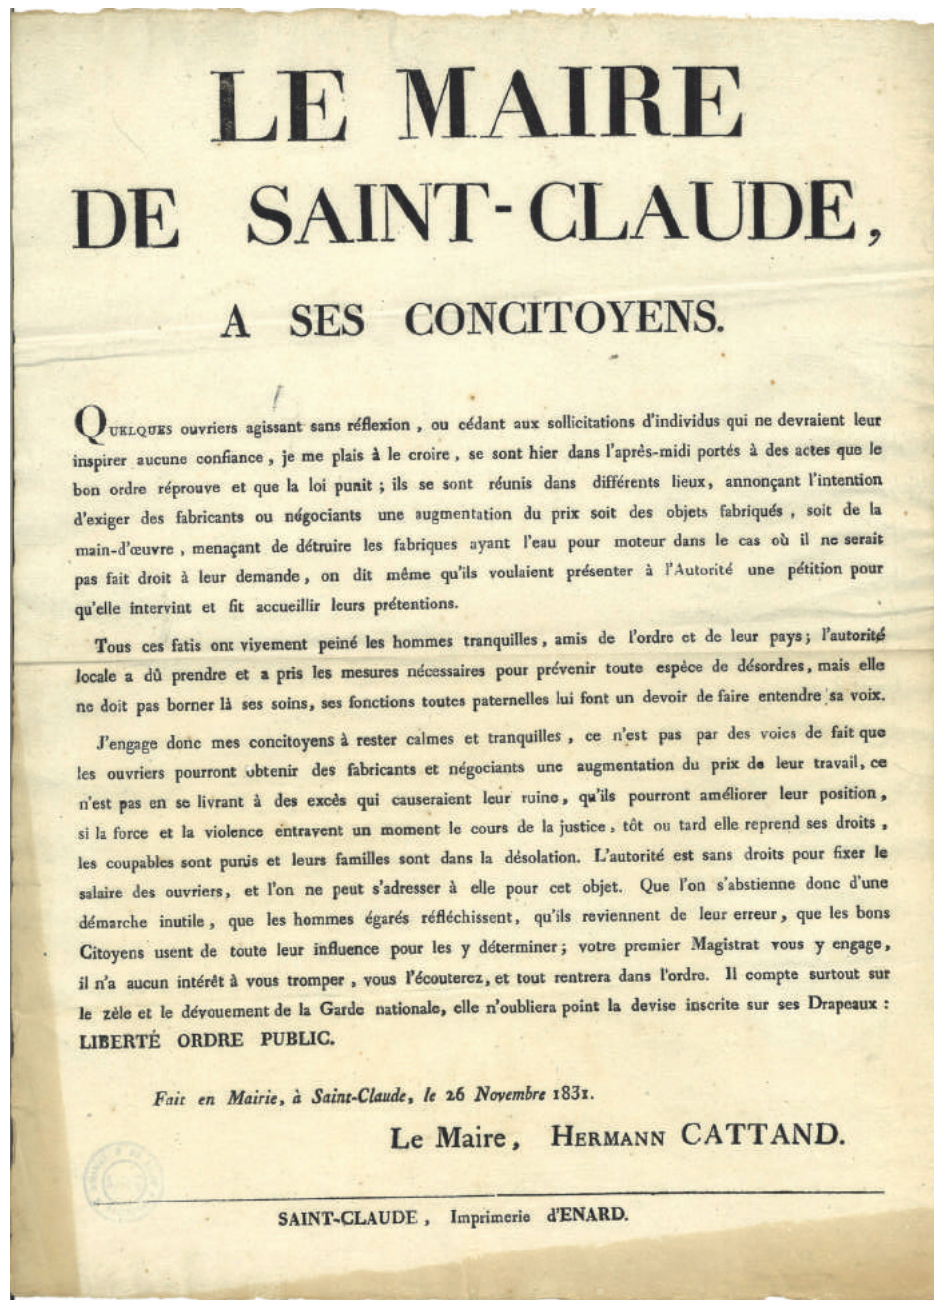 LE MAIRE
DE SAINT-CLAUDE,
A SES CONCITOYENS.
QUELQUES ouvriers agissant sans réflexion, ou cédant aux sollicitations d'individus qui ne devraient leur
inspirer aucune confiance, je me plais à le croire, se sont hier dans l'après-midi portés à des actes que le
bon ordre réprouve et que la loi punit ; ils se sont réunis dans différents lieux, annonçant l'intention
d'exiger des fabricants ou négociants une augmentation du prix soit des objets fabriqués, soit de la
main-d'œuvre, menaçant de détruire les fabriques ayant l'eau pour moteur dans le cas où il ne serait
pas fait droit à leur demande, on dit même qu'ils voulaient présenter à l'Autorité une pétition pour
qu'elle intervint et fit accueillir leurs prétentions.
Tous ces fatis ont vivement peiné les hommes tranquilles, amis de l'ordre et de leur pays; l'autorité
locale a dû prendre et a pris les mesures nécessaires pour prévenir toute espèce de désordres, mais elle
ne doit pas borner là ses soins, ses fonctions toutes paternelles lui font un devoir de faire entendre sa voix.
J'engage donc mes concitoyens à rester calmes et tranquilles, ce n'est pas par des voies de fait que
les ouvriers pourront obtenir des fabricants et négociants une augmentation du prix de leur travail, ce
n'est pas en se livrant à des excès qui causeraient leur ruine, qu'ils pourront améliorer leur position,
si la force et la violence entravent un moment le cours de la justice, tôt ou tard elle reprend ses droits,
les coupables sont punis et leurs familles sont dans la désolation. L'autorité est sans droits pour fixer le
salaire des ouvriers, et l'on ne peut s'adresser à elle pour cet objet. Que l'on s'abstienne donc d'une
démarche inutile, que les hommes égarés réfléchissent, qu'ils reviennent de leur erreur, que les bons
Citoyens usent de toute leur influence pour les y déterminer; votre premier Magistrat vous y engage,
il n'a aucun intérêt à vous tromper, vous l'écouterez, et tout rentrera dans l'ordre. Il compte surtout sur
le zèle et le dévouement de la Garde nationale, elle n'oubliera point la devise inscrite sur ses Drapeaux :
LIBERTÉ ORDRE PUBLIC.
Fait en Mairie, à Saint-Claude, le 26 Novembre 1831.
Le Maire, HERMANN CATTAND.
SAINT-CLAUDE, Imprimerie d'ENARD.